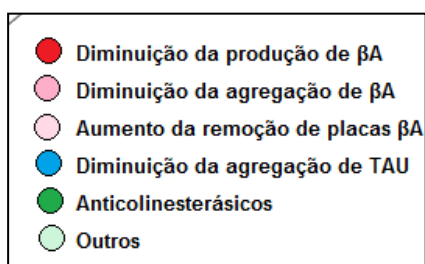 Diminuição da produção de βA
Diminuição da agregação de βA
Aumento da remoção de placas βA
Diminuição da agregação de TAU
Anticolinesterásicos
Outros